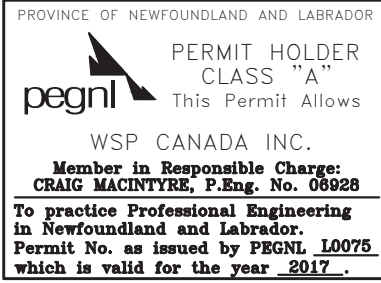 PROVINCE OF NEWFOUNDLAND AND LABRADOR
pegnl
PERMIT HOLDER
CLASS "A"
This Permit Allows
WSP CANADA INC.
Member in Responsible Charge:
CRAIG MACINTYRE, P.Eng. No. 06928
To practice Professional Engineering
in Newfoundland and Labrador.
Permit No. as issued by PEGNL L0075
which is valid for the year 2017.